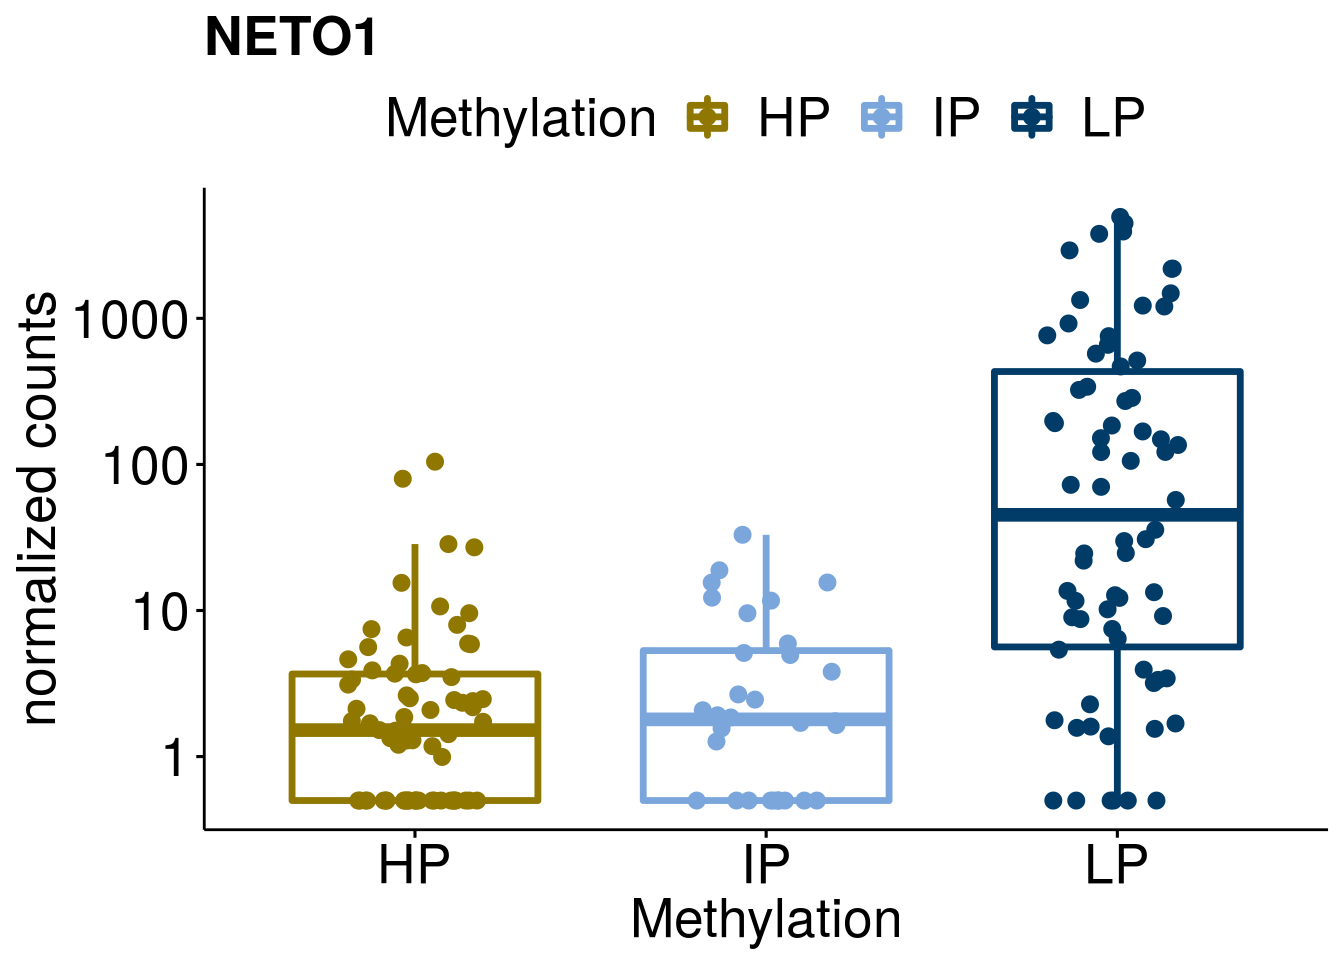 NETO1
Methylation HP IP LP
normalized counts
1000
100
10
1
HP IP LP
Methylation